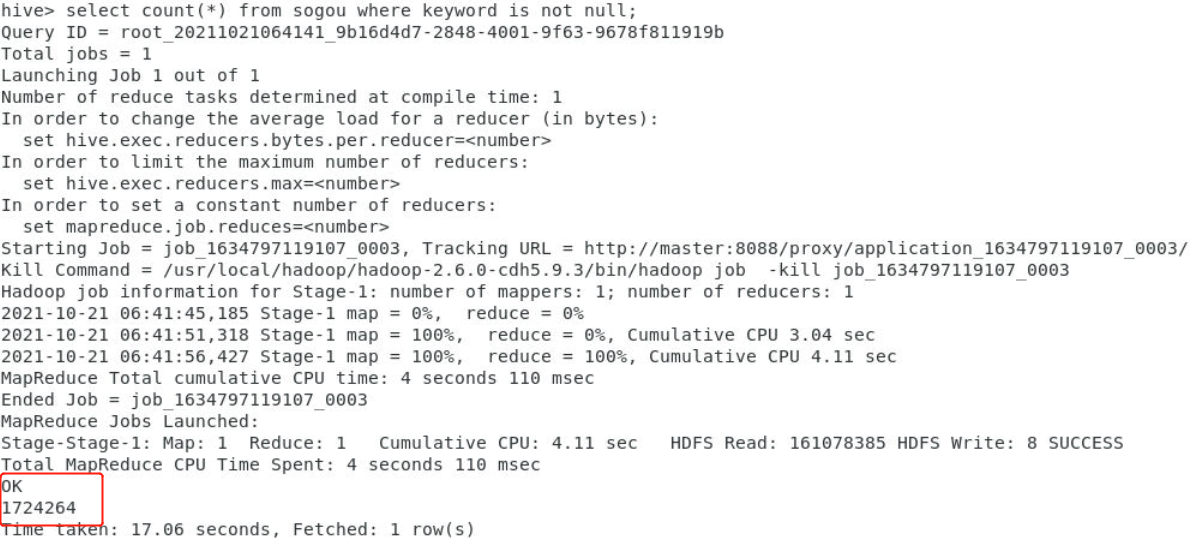 hive> select count(*) from sogou where keyword is not null;
Query ID = root_20211021064141_9b16d4d7-2848-4001-9f63-9678f811919b
Total jobs = 1
Launching Job 1 out of 1
Number of reduce tasks determined at compile time: 1
In order to change the average load for a reducer (in bytes):
  set hive.exec.reducers.bytes.per.reducer=<number>
In order to limit the maximum number of reducers:
  set hive.exec.reducers.max=<number>
In order to set a constant number of reducers:
  set mapreduce.job.reduces=<number>
Starting Job = job_1634797119107_0003, Tracking URL = http://master:8088/proxy/application_1634797119107_0003/
Kill Command = /usr/local/hadoop/hadoop-2.6.0-cdh5.9.3/bin/hadoop job  -kill job_1634797119107_0003
Hadoop job information for Stage-1: number of mappers: 1; number of reducers: 1
2021-10-21 06:41:45,185 Stage-1 map = 0%,  reduce = 0%
2021-10-21 06:41:51,318 Stage-1 map = 100%,  reduce = 0%, Cumulative CPU 3.04 sec
2021-10-21 06:41:56,427 Stage-1 map = 100%,  reduce = 100%, Cumulative CPU 4.11 sec
MapReduce Total cumulative CPU time: 4 seconds 110 msec
Ended Job = job_1634797119107_0003
MapReduce Jobs Launched:
Stage-Stage-1: Map: 1  Reduce: 1   Cumulative CPU: 4.11 sec   HDFS Read: 161078385 HDFS Write: 8 SUCCESS
Total MapReduce CPU Time Spent: 4 seconds 110 msec
OK
1724264
Time taken: 17.06 seconds, Fetched: 1 row(s)